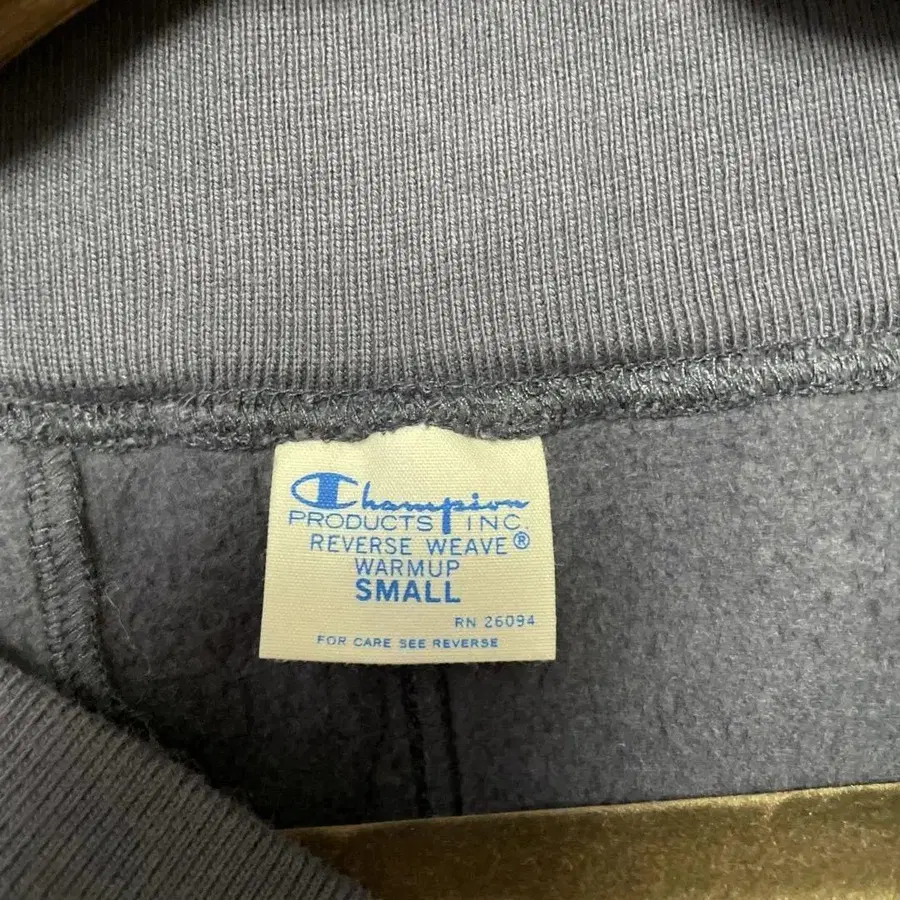 Champion
PRODUCTS INC.
REVERSE WEAVE®
WARMUP
SMALL
RN 26094
FOR CARE SEE REVERSE